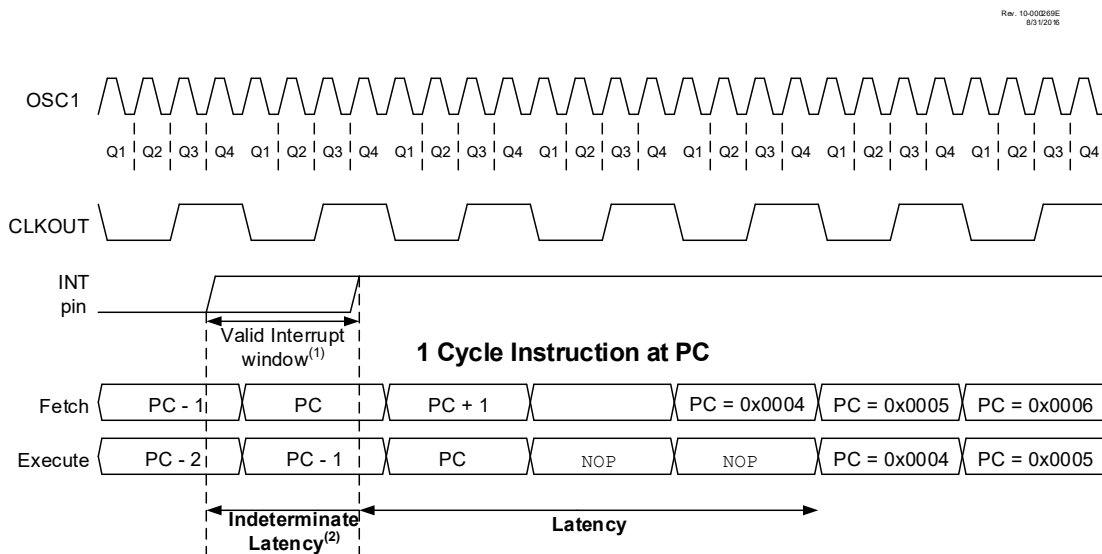 Rev. 10-000269E
8/31/2016
OSC1
Q1 Q2 Q3 Q4 Q1 Q2 Q3 Q4 Q1 Q2 Q3 Q4 Q1 Q2 Q3 Q4 Q1 Q2 Q3 Q4 Q1 Q2 Q3 Q4 Q1 Q2 Q3 Q4
CLKOUT
INT
pin
Valid Interrupt
window(1)
1 Cycle Instruction at PC
Fetch PC - 1 PC PC + 1 PC = 0x0004 PC = 0x0005 PC = 0x0006
Execute PC - 2 PC - 1 PC NOP NOP PC = 0x0004 PC = 0x0005
Indeterminate
Latency(2)
Latency